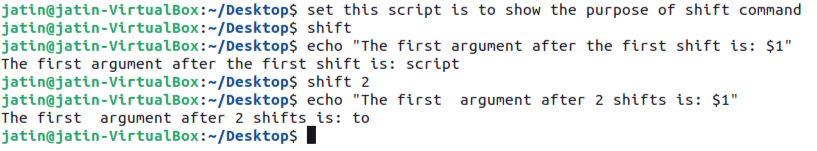 jatin@jatin-VirtualBox:~/Desktop$ set this script is to show the purpose of shift command
jatin@jatin-VirtualBox:~/Desktop$ shift
jatin@jatin-VirtualBox:~/Desktop$ echo "The first argument after the first shift is: $1"
The first argument after the first shift is: script
jatin@jatin-VirtualBox:~/Desktop$ shift 2
jatin@jatin-VirtualBox:~/Desktop$ echo "The first  argument after 2 shifts is: $1"
The first  argument after 2 shifts is: to
jatin@jatin-VirtualBox:~/Desktop$